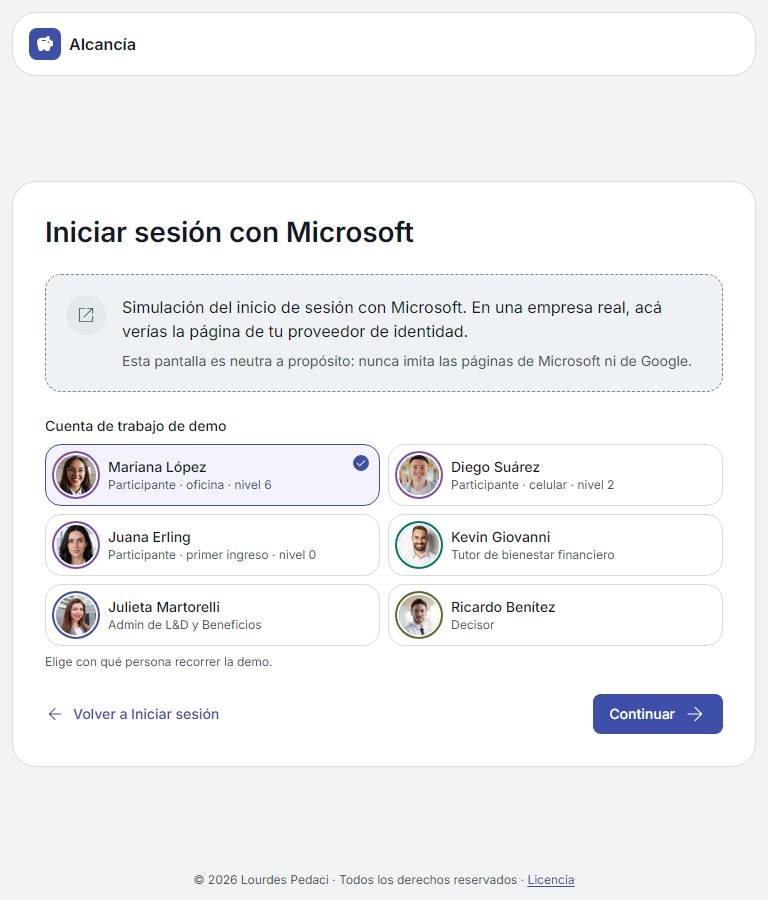 Alcancía
Iniciar sesión con Microsoft
Simulación del inicio de sesión con Microsoft. En una empresa real, acá
verías la página de tu proveedor de identidad.
Esta pantalla es neutra a propósito: nunca imita las páginas de Microsoft ni de Google.
Cuenta de trabajo de demo
Mariana López
Participante · oficina · nivel 6
Diego Suárez
Participante · celular · nivel 2
Juana Erling
Participante · primer ingreso · nivel 0
Kevin Giovanni
Tutor de bienestar financiero
Julieta Martorelli
Admin de L&D y Beneficios
Ricardo Benítez
Decisor
Elige con qué persona recorrer la demo.
Volver a Iniciar sesión
Continuar
© 2026 Lourdes Pedaci · Todos los derechos reservados · Licencia